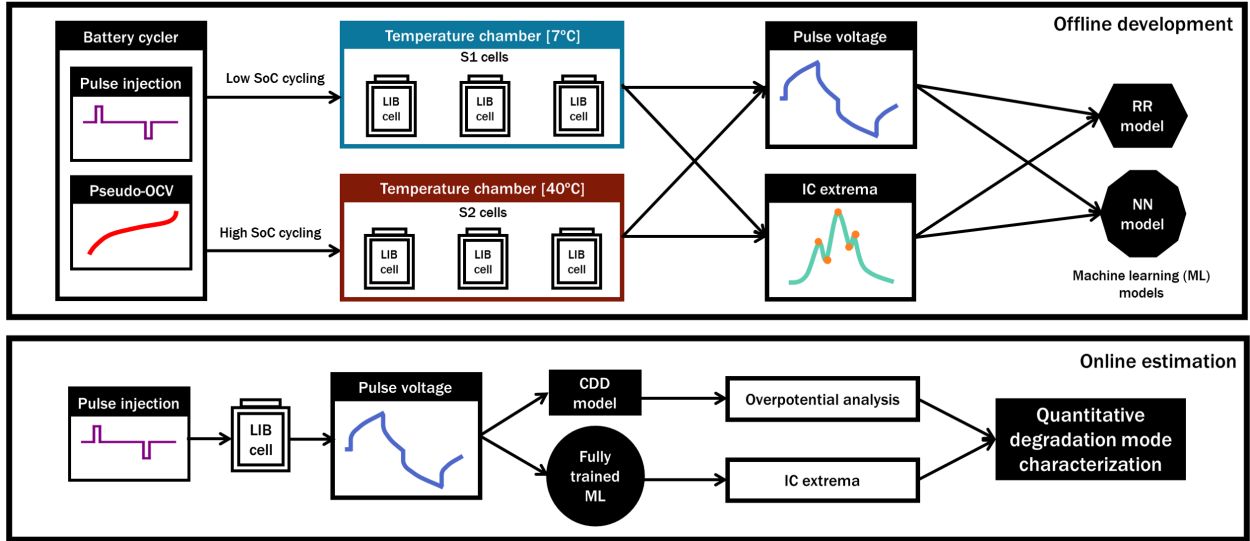 Offline development
Battery cycler
Pulse injection
Pseudo-OCV
Low SoC cycling
High SoC cycling
Temperature chamber [7°C]
S1 cells
LIB
cell
LIB
cell
LIB
cell
Temperature chamber [40°C]
S2 cells
LIB
cell
LIB
cell
LIB
cell
Pulse voltage
IC extrema
RR
model
NN
model
Machine learning (ML)
models
Online estimation
Pulse injection
LIB
cell
Pulse voltage
CDD
model
Fully
trained
ML
Overpotential analysis
IC extrema
Quantitative
degradation mode
characterization